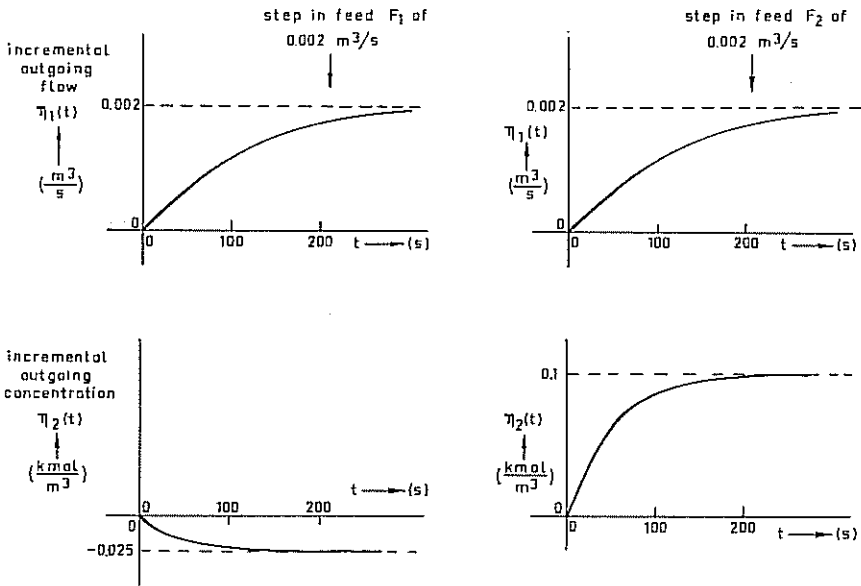 step in feed F₁ of
0.002 m³/s
incremental
outgoing
flow
η₁(t)
(m³/s)
0.002
0
0
100
200
t → (s)
step in feed F₂ of
0.002 m³/s
0.002
η₁(t)
(m³/s)
0
0
100
200
t → (s)
incremental
outgoing
concentration
η₂(t)
(kmol/m³)
0
0
100
200
t → (s)
-0.025
0.1
η₂(t)
(kmol/m³)
0
0
100
200
t → (s)